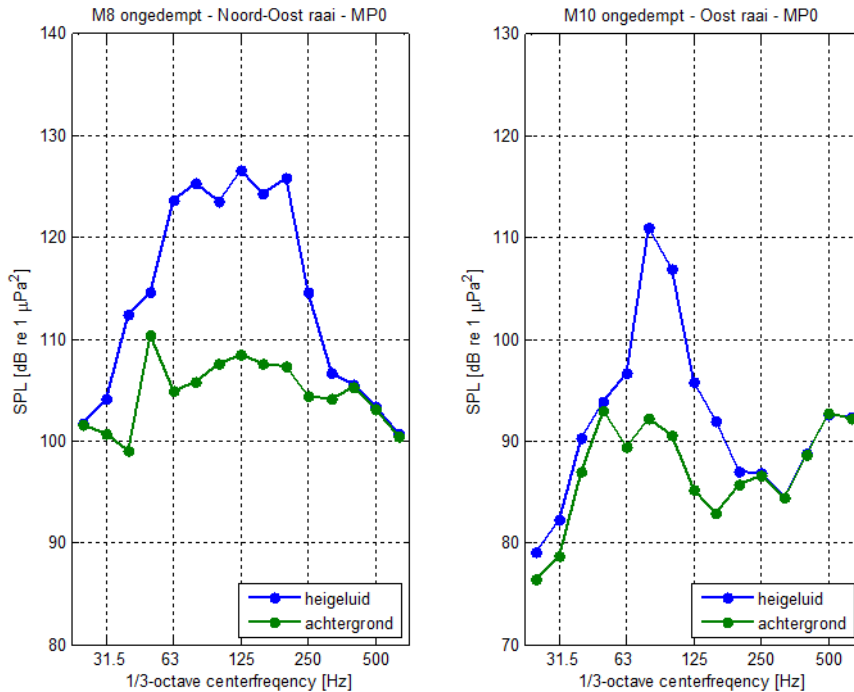 M8 ongedempt - Noord-Oost raai - MP0
140
130
120
110
100
90
80
SPL [dB re 1 µPa²]
31.5 63 125 250 500
1/3-octave centerfreqency [Hz]
heigeluid
achtergrond
M10 ongedempt - Oost raai - MP0
130
120
110
100
90
80
70
SPL [dB re 1 µPa²]
31.5 63 125 250 500
1/3-octave centerfreqency [Hz]
heigeluid
achtergrond